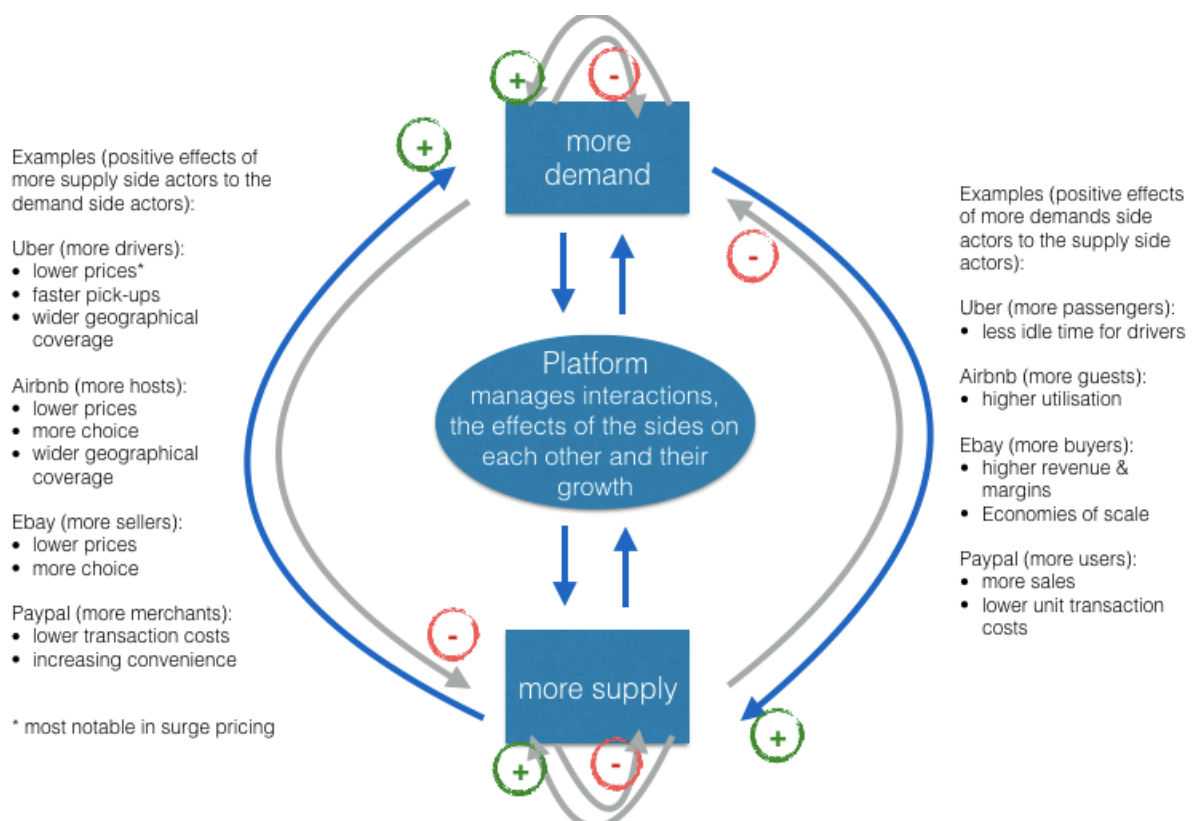 +
-
more
demand
+
Examples (positive effects of
more supply side actors to the
demand side actors):
Uber (more drivers):
• lower prices*
• faster pick-ups
• wider geographical
coverage
Airbnb (more hosts):
• lower prices
• more choice
• wider geographical
coverage
Ebay (more sellers):
• lower prices
• more choice
Paypal (more merchants):
• lower transaction costs
• increasing convenience
* most notable in surge pricing
Platform
manages interactions,
the effects of the sides on
each other and their
growth
-
Examples (positive effects
of more demands side
actors to the supply side
actors):
Uber (more passengers):
• less idle time for drivers
Airbnb (more guests):
• higher utilisation
Ebay (more buyers):
• higher revenue &
margins
• Economies of scale
Paypal (more users):
• more sales
• lower unit transaction
costs
-
more supply
+
+
-